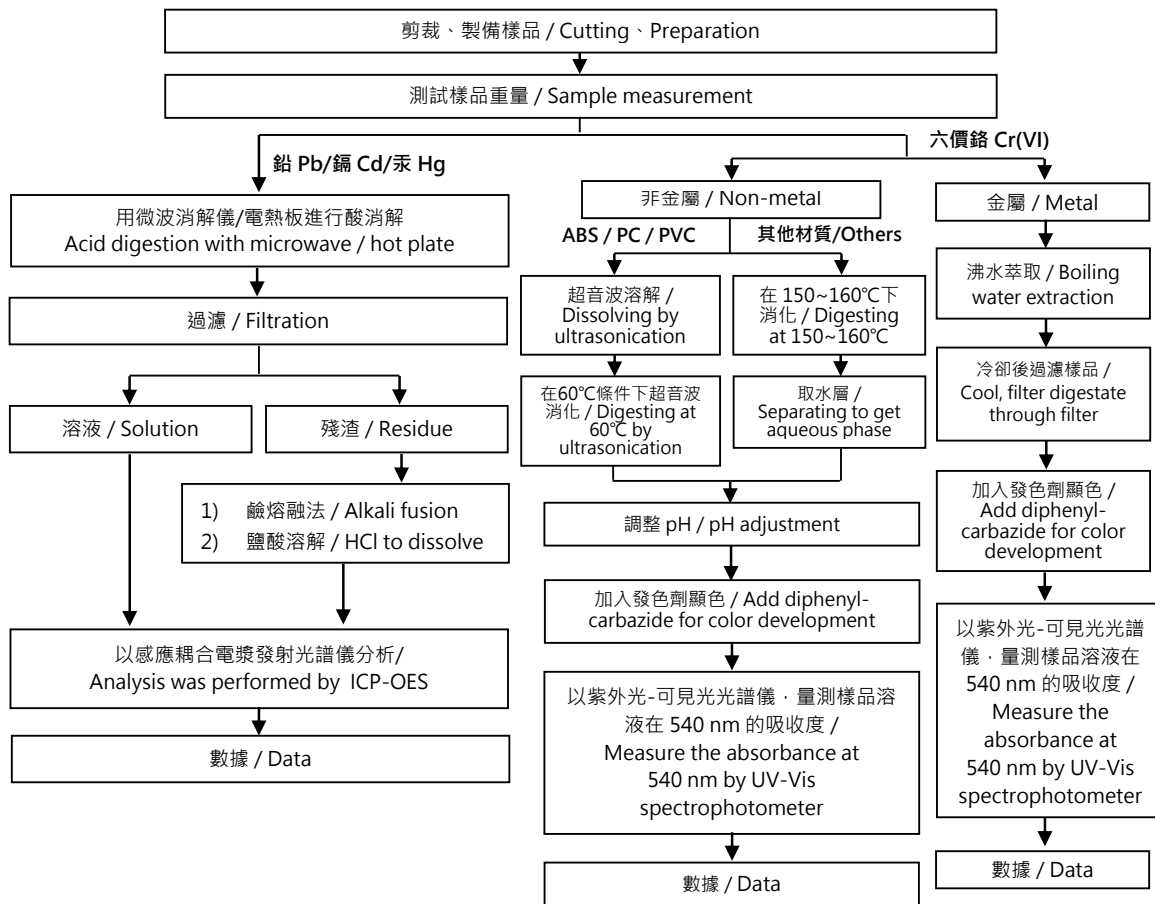 剪裁、製備樣品 / Cutting、Preparation
測試樣品重量 / Sample measurement
鉛 Pb/鎘 Cd/汞 Hg
用微波消解儀/電熱板進行酸消解
Acid digestion with microwave / hot plate
過濾 / Filtration
溶液 / Solution
殘渣 / Residue
1) 鹼熔融法 / Alkali fusion
2) 鹽酸溶解 / HCl to dissolve
以感應耦合電漿發射光譜儀分析/
Analysis was performed by ICP-OES
數據 / Data
六價鉻 Cr(VI)
非金屬 / Non-metal
ABS / PC / PVC
超音波溶解 /
Dissolving by
ultrasonication
在60℃條件下超音波
消化 / Digesting at
60℃ by
ultrasonication
其他材質/Others
在 150~160℃下
消化 / Digesting
at 150~160℃
取水層 /
Separating to get
aqueous phase
調整 pH / pH adjustment
加入發色劑顯色 / Add diphenyl-
carbazide for color development
以紫外光-可見光光譜儀，量測樣品溶
液在 540 nm 的吸收度 /
Measure the absorbance at
540 nm by UV-Vis
spectrophotometer
數據 / Data
金屬 / Metal
沸水萃取 / Boiling
water extraction
冷卻後過濾樣品 /
Cool, filter digestate
through filter
加入發色劑顯色 /
Add diphenyl-
carbazide for color
development
以紫外光-可見光光譜
儀，量測樣品溶液在
540 nm 的吸收度 /
Measure the
absorbance at
540 nm by UV-Vis
spectrophotometer
數據 / Data